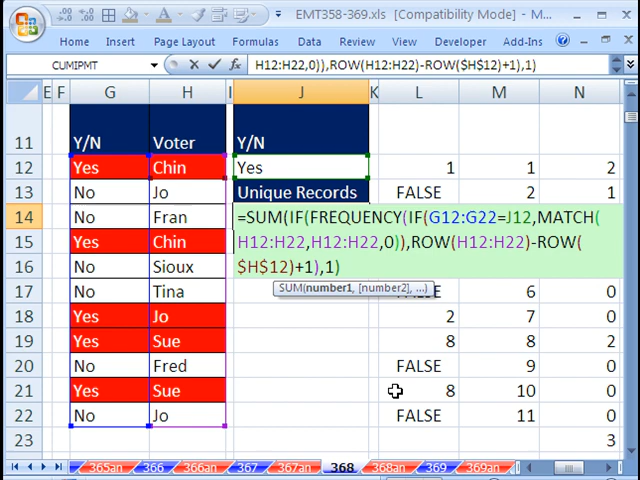 EMT358-369.xls [Compatibility Mode] - M...
Home Insert Page Layout Formulas Data Review View Developer Add-Ins
CUMIPMT H12:H22,0)),ROW(H12:H22)-ROW($H$12)+1),1)
E F G H I J K L M N
11 Y/N Voter Y/N
12 Yes Chin Yes 1 1 2
13 No Jo Unique Records FALSE 2 1
14 No Fran =SUM(IF(FREQUENCY(IF(G12:G22=J12,MATCH(
15 Yes Chin H12:H22,H12:H22,0)),ROW(H12:H22)-ROW(
16 No Sioux $H$12)+1),1)
SUM(number1, [number2], ...)
17 No Tina 6 0
18 Yes Jo 2 7 0
19 Yes Sue 8 8 2
20 No Fred FALSE 9 0
21 Yes Sue 8 10 0
22 No Jo FALSE 11 0
23 3
365an 366 366an 367 367an 368 368an 369 369an